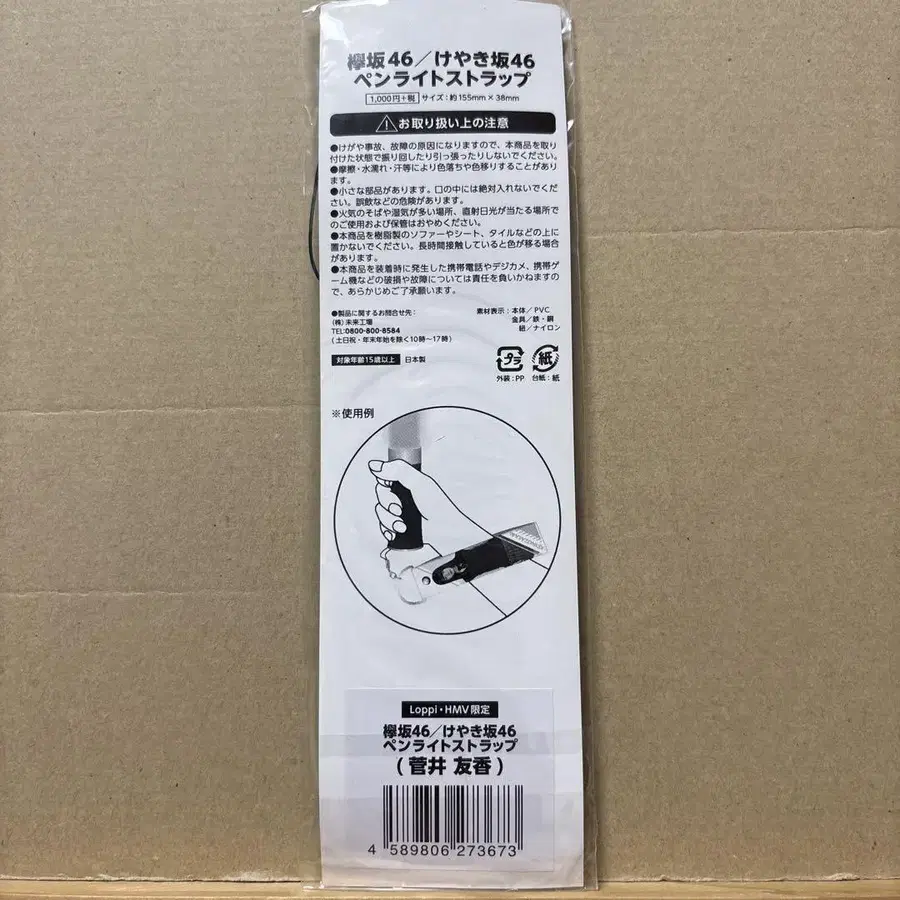 欅坂46／けやき坂46
ペンライトストラップ
1,000円+税 サイズ：約155mm×38mm
お取り扱い上の注意
●けがや事故、故障の原因になりますので、本商品を取り
付けた状態で振り回したり引っ張ったりしないでください。
●摩擦・水濡れ・汗等により色落ちや色移りすることがあり
ます。
●小さな部品があります。口の中には絶対入れないでくだ
さい。誤飲などの危険があります。
●火気のそばや湿気が多い場所、直射日光が当たる場所で
のご使用および保管はおやめください。
●本商品を樹脂製のソファーやシート、タイルなどの上に
置かないでください。長時間接触していると色が移る場合
があります。
●本商品を装着時に発生した携帯電話やデジカメ、携帯ゲ
ーム機などの破損や故障については責任を負いかねますの
で、あらかじめご了承願います。
●製品に関するお問合せ先：
(株)未来工場
TEL:0800-800-8584
(土日祝・年末年始を除く10時～17時)
素材表示：本体／PVC
金具／鉄・銅
紐／ナイロン
対象年齢15歳以上 日本製
プラ 紙
外装：PP 台紙：紙
※使用例
Loppi・HMV限定
欅坂46／けやき坂46
ペンライトストラップ
(菅井 友香)
4 589806 273673